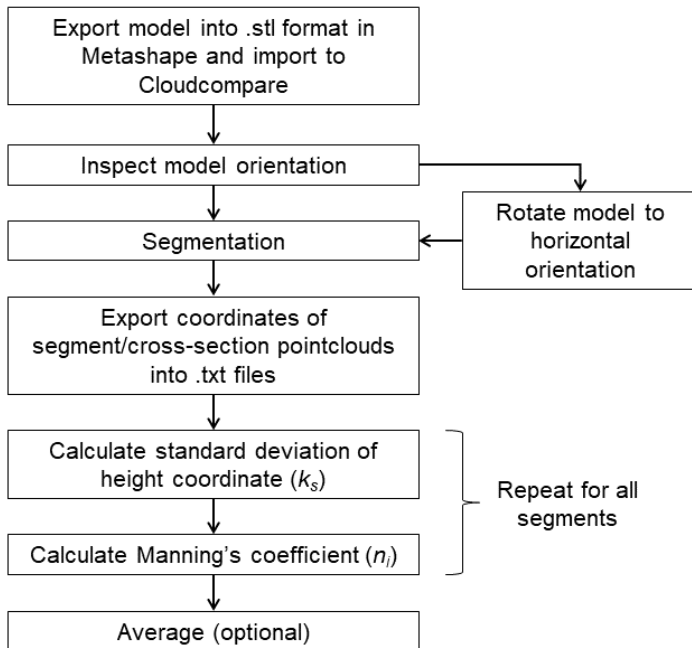 Export model into .stl format in
Metashape and import to
Cloudcompare
Inspect model orientation
Rotate model to
horizontal
orientation
Segmentation
Export coordinates of
segment/cross-section pointclouds
into .txt files
Calculate standard deviation of
height coordinate (kₛ)
Calculate Manning’s coefficient (nᵢ)
Repeat for all
segments
Average (optional)